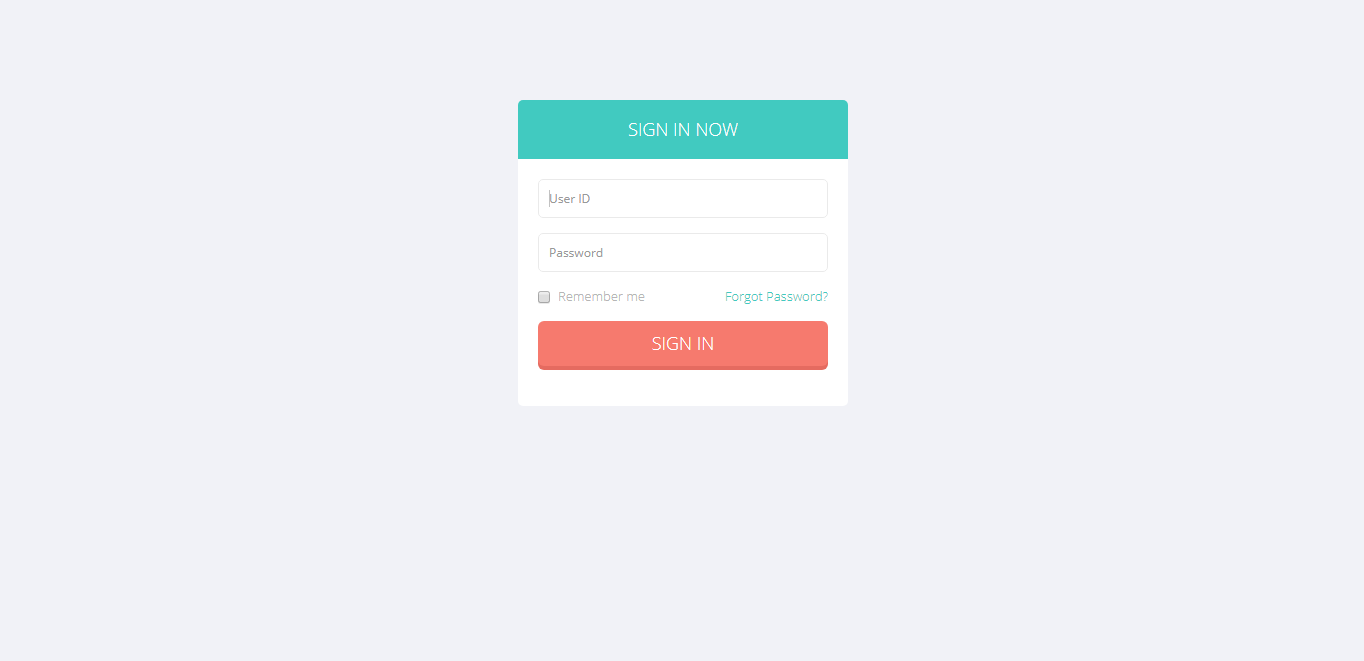 SIGN IN NOW
User ID
Password
Remember me Forgot Password?
SIGN IN